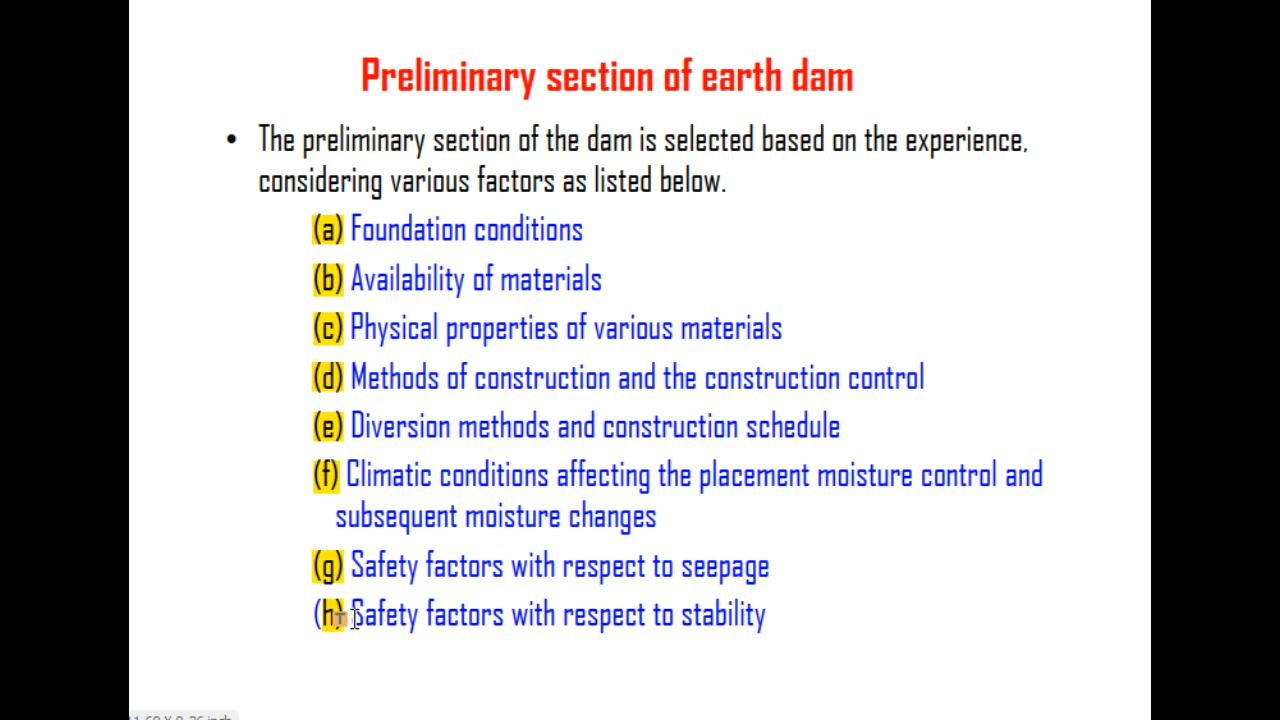 Preliminary section of earth dam
• The preliminary section of the dam is selected based on the experience,
considering various factors as listed below.
(a) Foundation conditions
(b) Availability of materials
(c) Physical properties of various materials
(d) Methods of construction and the construction control
(e) Diversion methods and construction schedule
(f) Climatic conditions affecting the placement moisture control and
subsequent moisture changes
(g) Safety factors with respect to seepage
(h) Safety factors with respect to stability